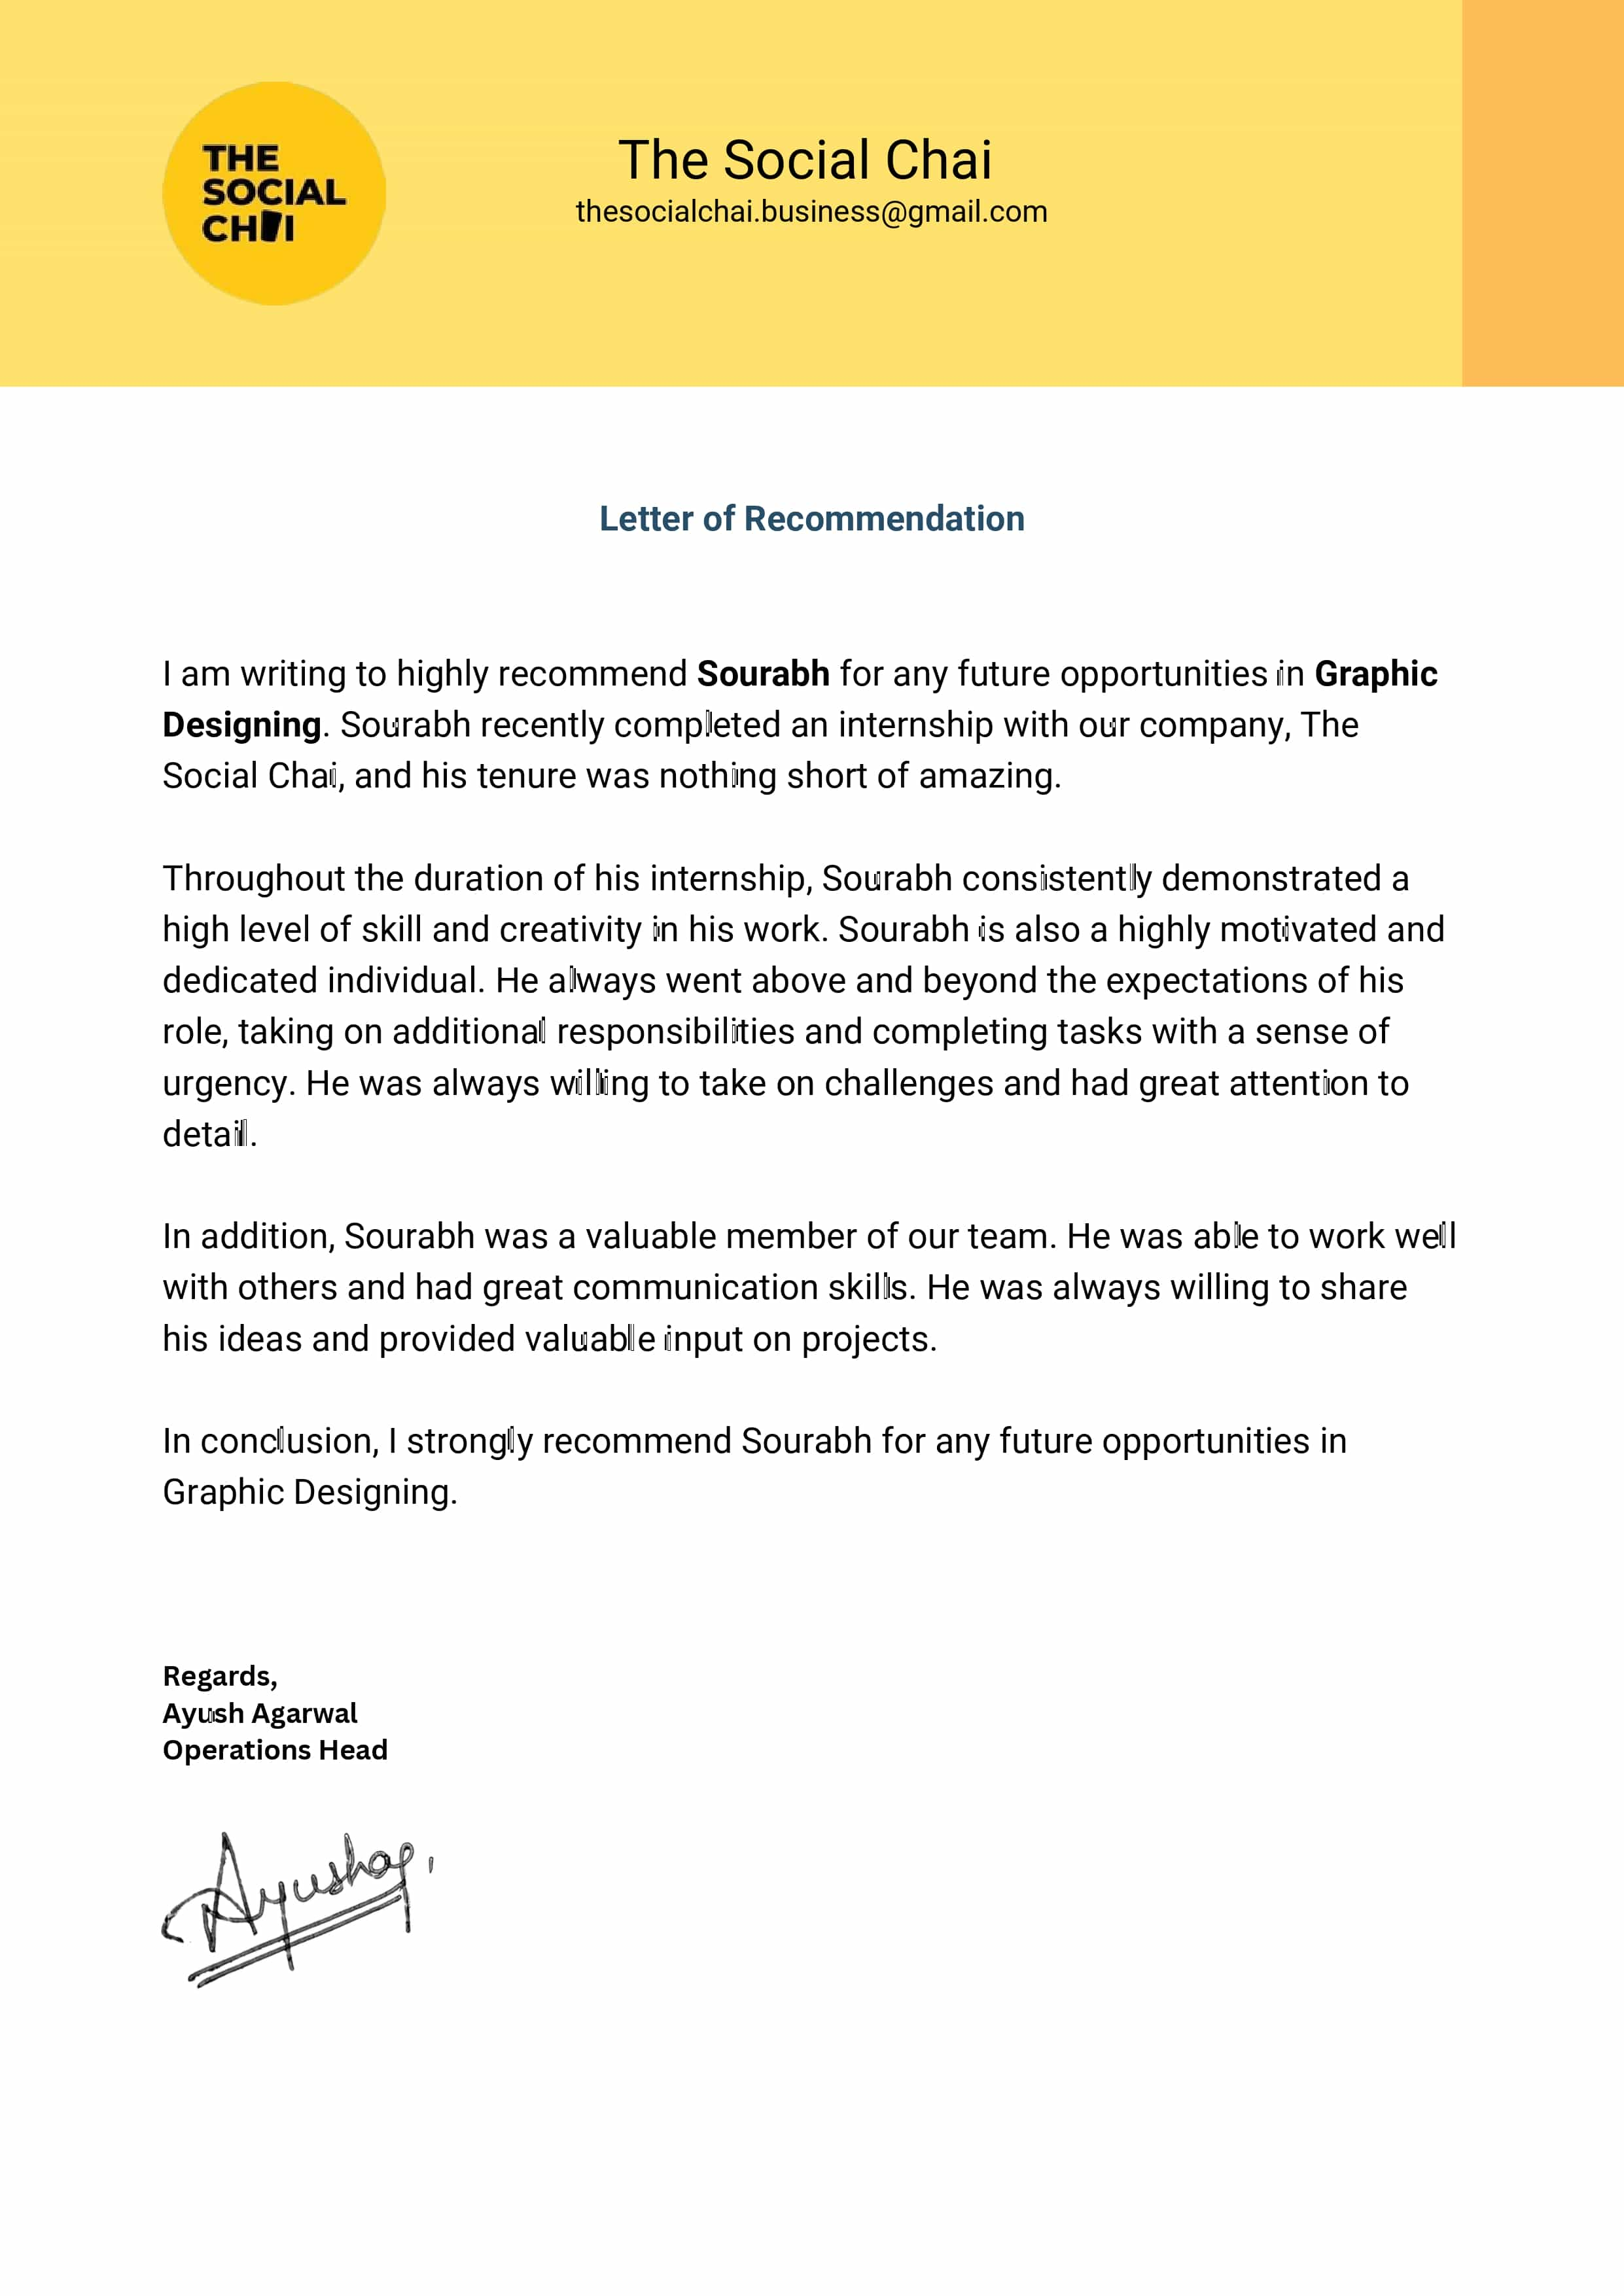 THE
SOCIAL
CHAI
The Social Chai
thesocialchai.business@gmail.com
Letter of Recommendation
I am writing to highly recommend Sourabh for any future opportunities in Graphic
Designing. Sourabh recently completed an internship with our company, The
Social Chai, and his tenure was nothing short of amazing.
Throughout the duration of his internship, Sourabh consistently demonstrated a
high level of skill and creativity in his work. Sourabh is also a highly motivated and
dedicated individual. He always went above and beyond the expectations of his
role, taking on additional responsibilities and completing tasks with a sense of
urgency. He was always willing to take on challenges and had great attention to
detail.
In addition, Sourabh was a valuable member of our team. He was able to work well
with others and had great communication skills. He was always willing to share
his ideas and provided valuable input on projects.
In conclusion, I strongly recommend Sourabh for any future opportunities in
Graphic Designing.
Regards,
Ayush Agarwal
Operations Head
Ayushag.